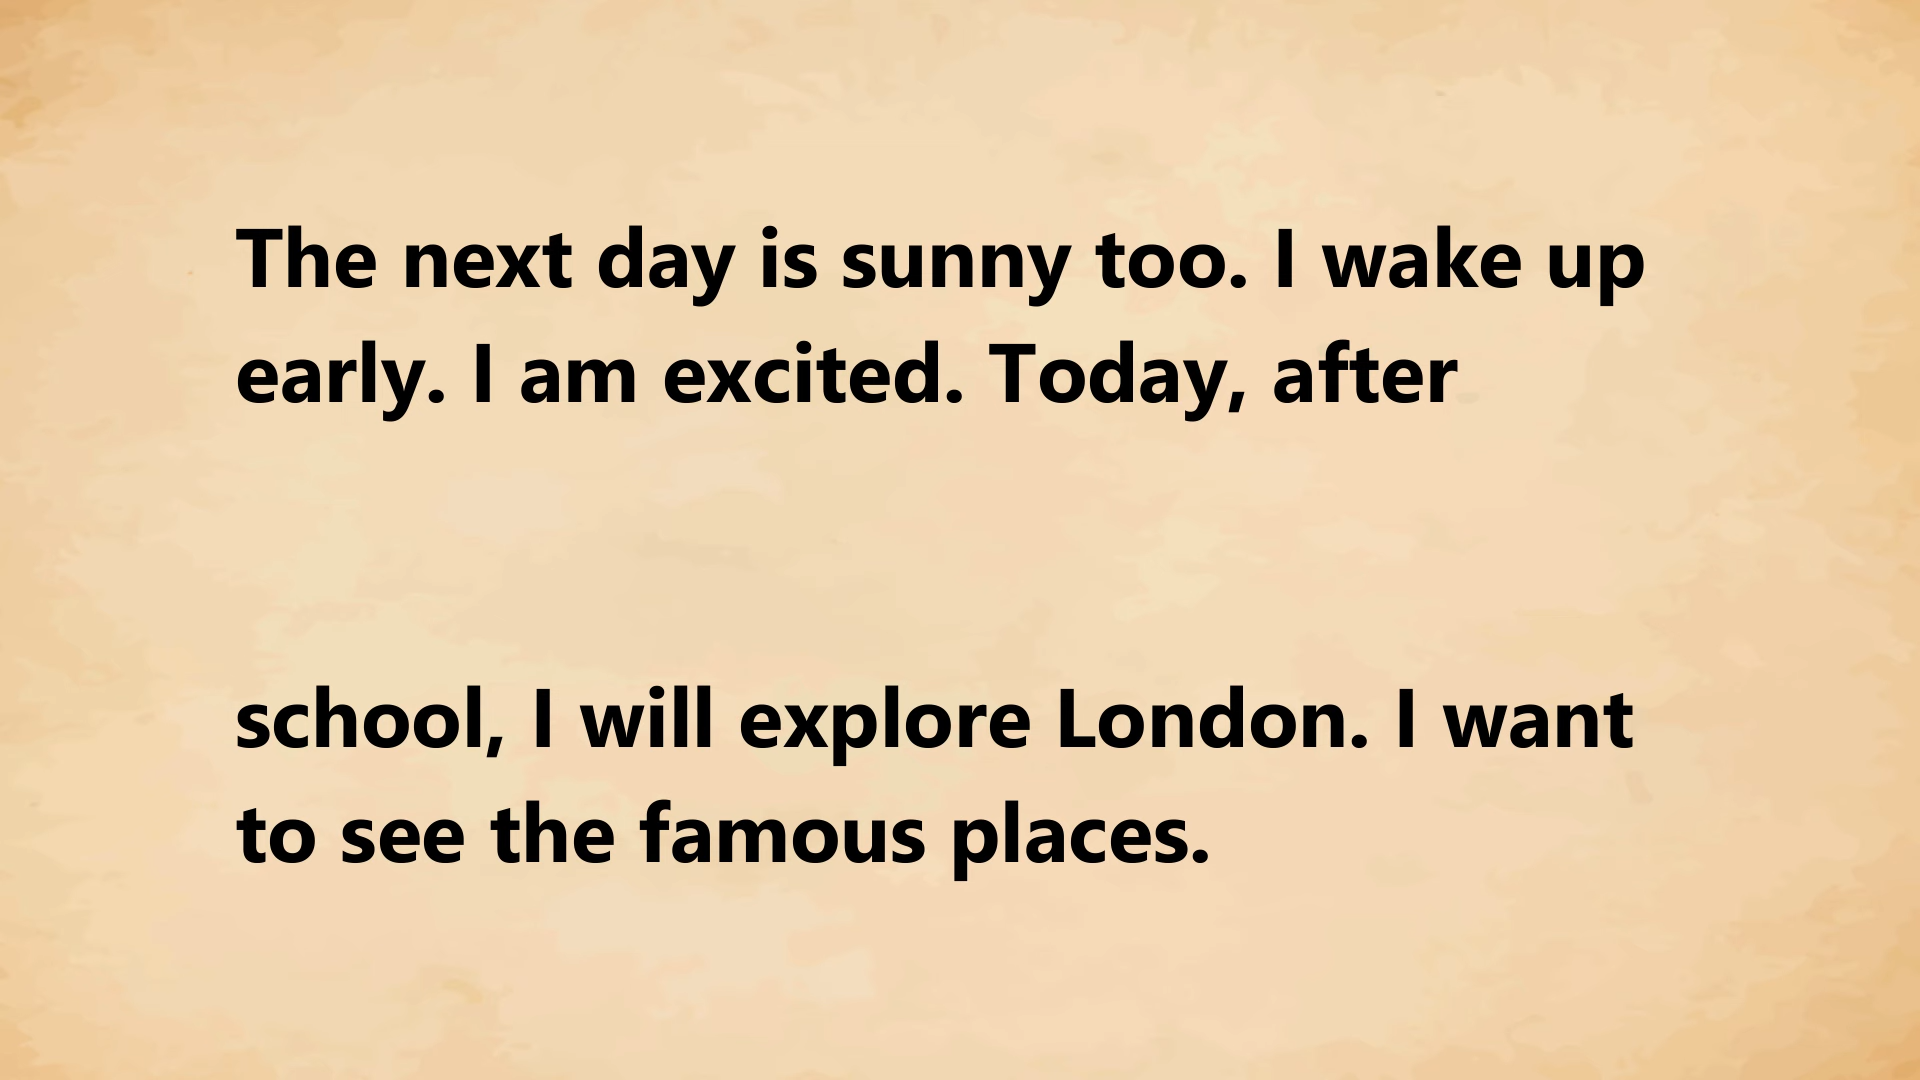 The next day is sunny too. I wake up
early. I am excited. Today, after
school, I will explore London. I want
to see the famous places.